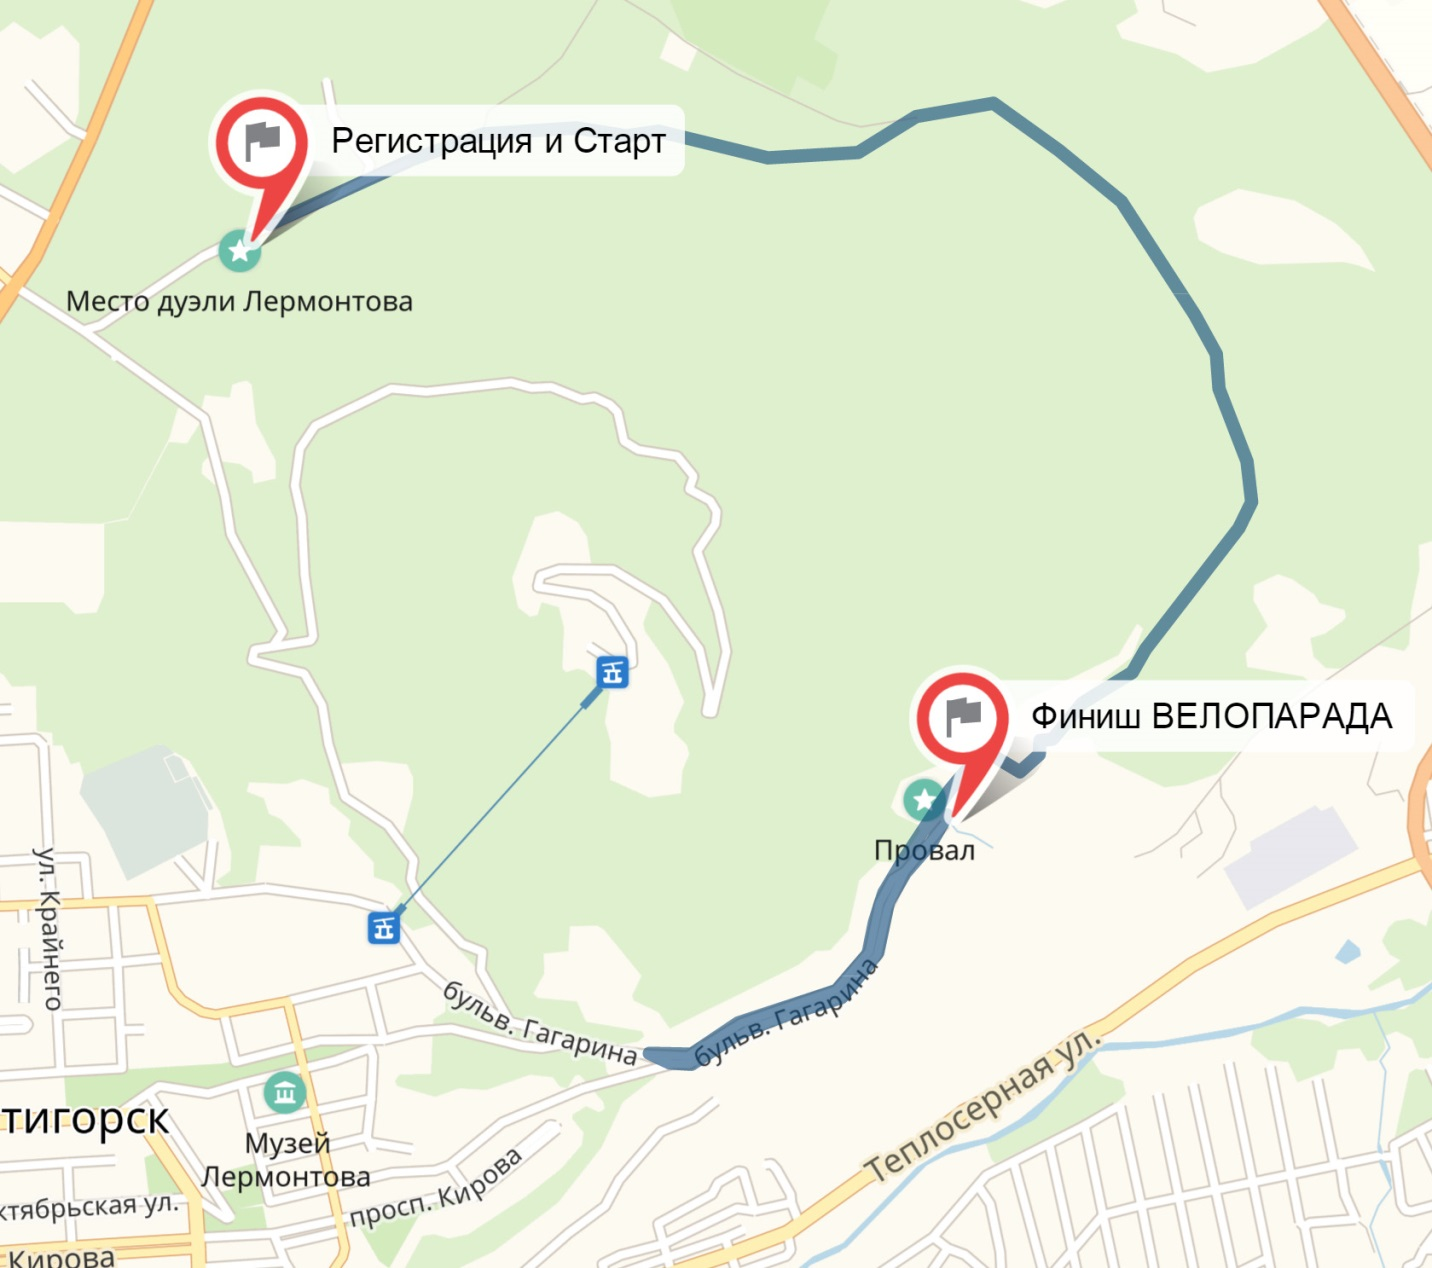 Регистрация и Старт
Место дуэли Лермонтова
Финиш ВЕЛОПАРАДА
Провал
ул. Крайнего
бульв. Гагарина
бульв. Гагарина
Теплосерная ул.
тигорск
Музей
Лермонтова
просп. Кирова
ктябрьская ул.
Кирова